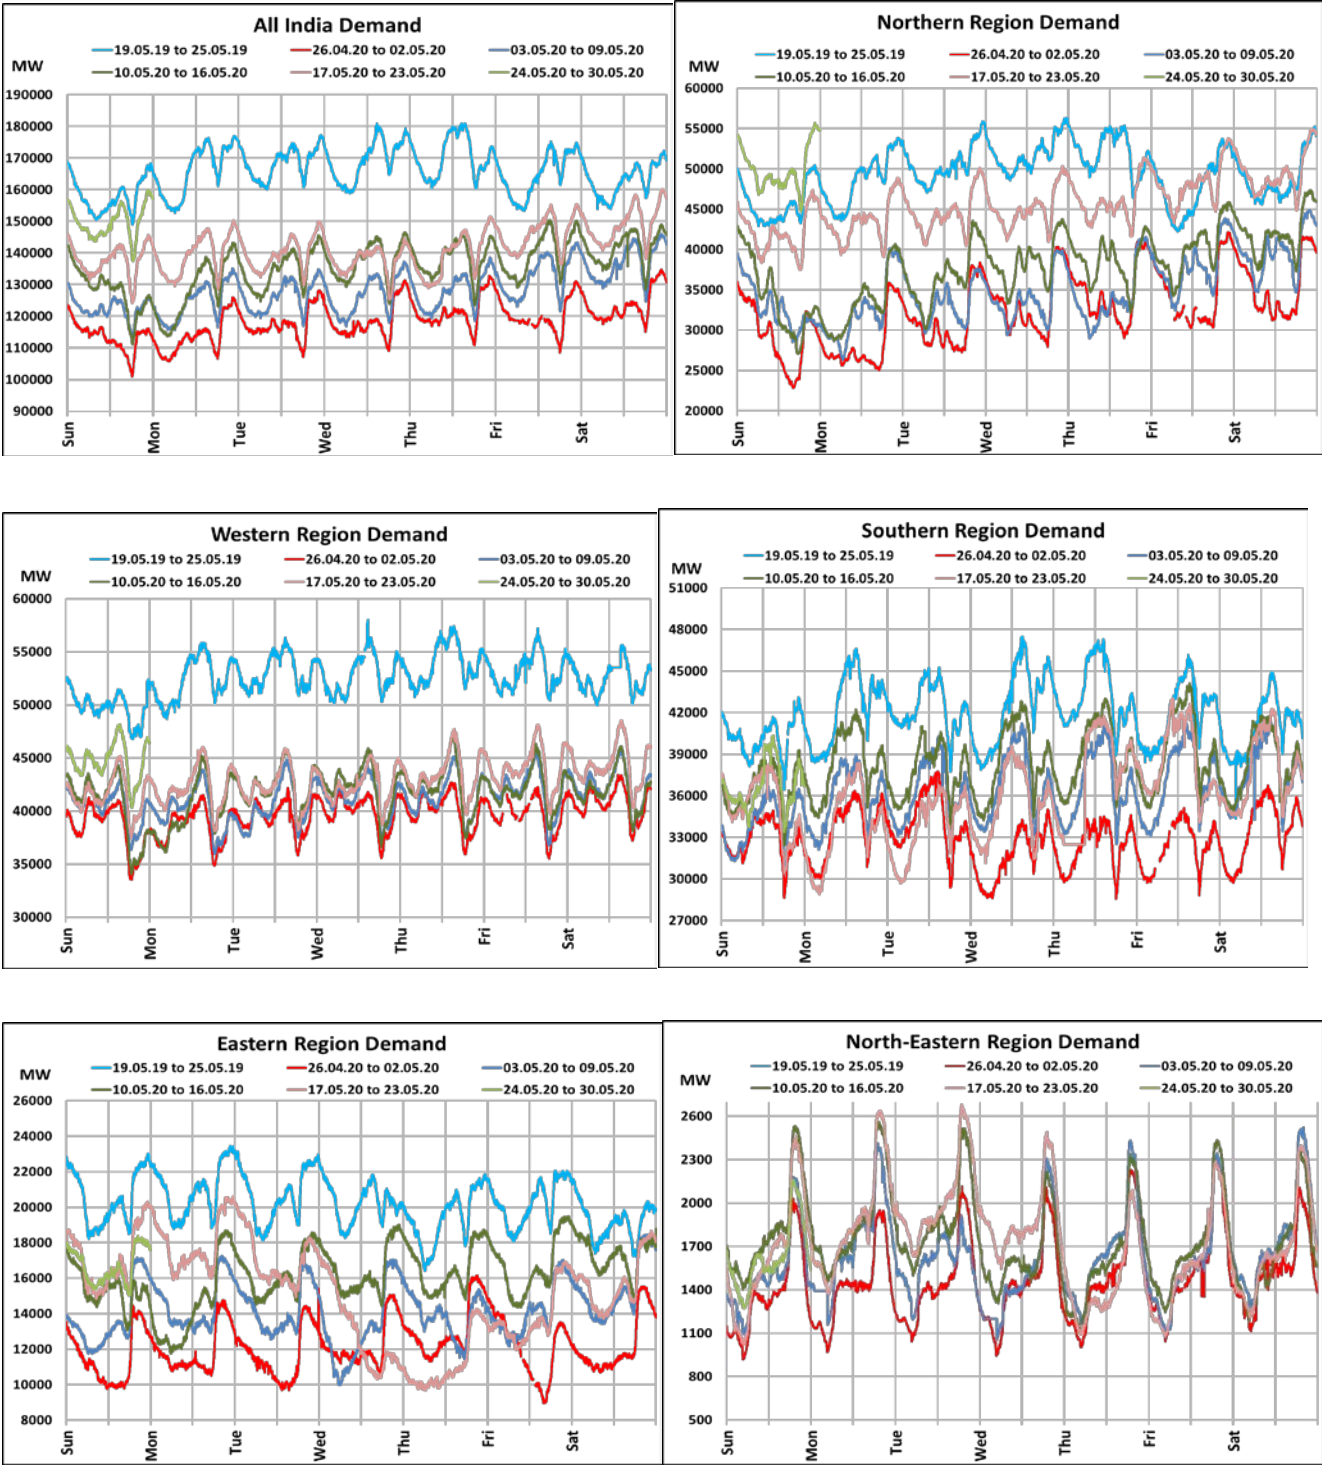 All India Demand
19.05.19 to 25.05.19 26.04.20 to 02.05.20 03.05.20 to 09.05.20
10.05.20 to 16.05.20 17.05.20 to 23.05.20 24.05.20 to 30.05.20
MW
190000
180000
170000
160000
150000
140000
130000
120000
110000
100000
90000
Sun Mon Tue Wed Thu Fri Sat
Northern Region Demand
19.05.19 to 25.05.19 26.04.20 to 02.05.20 03.05.20 to 09.05.20
10.05.20 to 16.05.20 17.05.20 to 23.05.20 24.05.20 to 30.05.20
MW
60000
55000
50000
45000
40000
35000
30000
25000
20000
Sun Mon Tue Wed Thu Fri Sat
Western Region Demand
19.05.19 to 25.05.19 26.04.20 to 02.05.20 03.05.20 to 09.05.20
10.05.20 to 16.05.20 17.05.20 to 23.05.20 24.05.20 to 30.05.20
MW
60000
55000
50000
45000
40000
35000
30000
Sun Mon Tue Wed Thu Fri Sat
Southern Region Demand
19.05.19 to 25.05.19 26.04.20 to 02.05.20 03.05.20 to 09.05.20
10.05.20 to 16.05.20 17.05.20 to 23.05.20 24.05.20 to 30.05.20
MW
51000
48000
45000
42000
39000
36000
33000
30000
27000
Sun Mon Tue Wed Thu Fri Sat
Eastern Region Demand
19.05.19 to 25.05.19 26.04.20 to 02.05.20 03.05.20 to 09.05.20
10.05.20 to 16.05.20 17.05.20 to 23.05.20 24.05.20 to 30.05.20
MW
26000
24000
22000
20000
18000
16000
14000
12000
10000
8000
Sun Mon Tue Wed Thu Fri Sat
North-Eastern Region Demand
19.05.19 to 25.05.19 26.04.20 to 02.05.20 03.05.20 to 09.05.20
10.05.20 to 16.05.20 17.05.20 to 23.05.20 24.05.20 to 30.05.20
MW
2600
2300
2000
1700
1400
1100
800
500
Sun Mon Tue Wed Thu Fri Sat